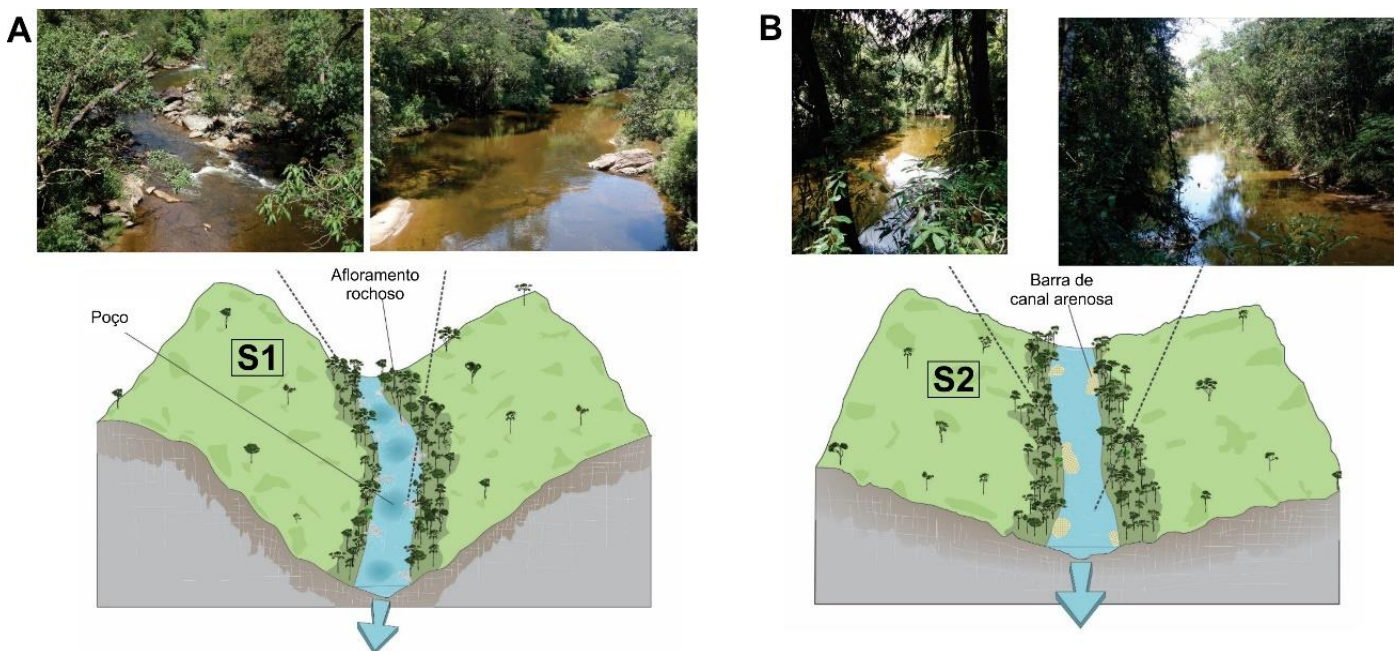 A
B
Afloramento
rochoso
Poço
S1
Barra de
canal arenosa
S2